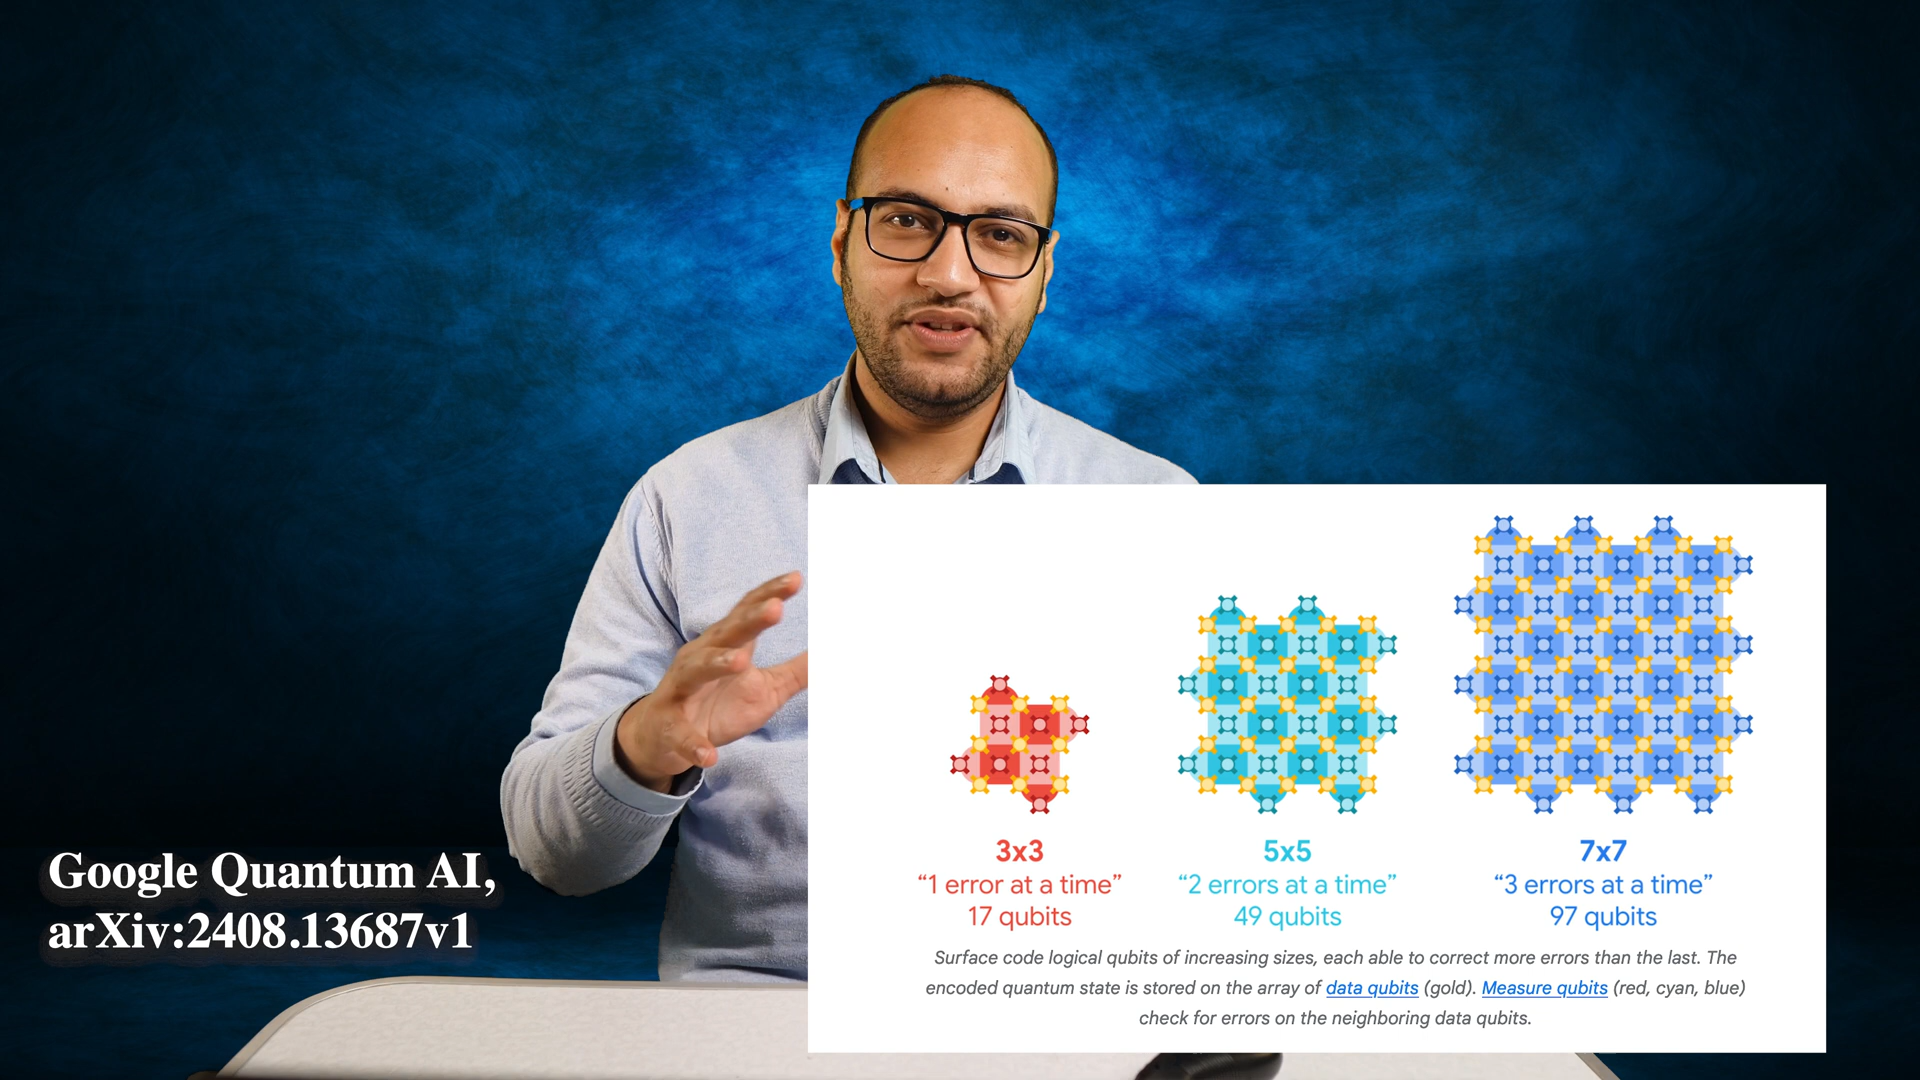 Google Quantum AI,
arXiv:2408.13687v1
3x3
“1 error at a time”
17 qubits
5x5
“2 errors at a time”
49 qubits
7x7
“3 errors at a time”
97 qubits
Surface code logical qubits of increasing sizes, each able to correct more errors than the last. The
encoded quantum state is stored on the array of data qubits (gold). Measure qubits (red, cyan, blue)
check for errors on the neighboring data qubits.